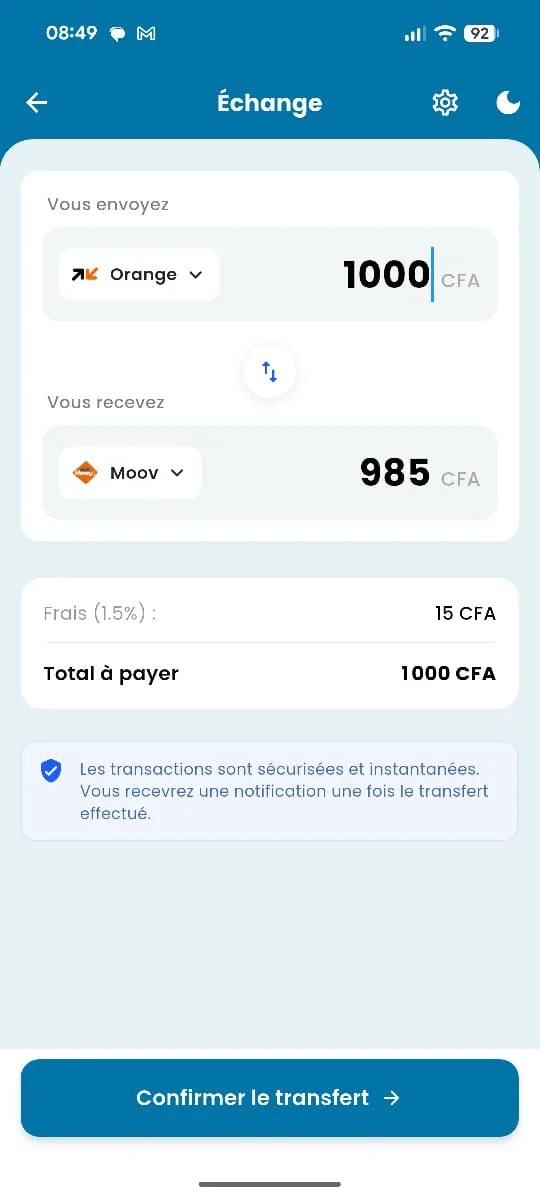 08:49
92
Échange
Vous envoyez
Orange
1000 CFA
Vous recevez
Moov
985 CFA
Frais (1.5%) :
15 CFA
Total à payer
1 000 CFA
Les transactions sont sécurisées et instantanées.
Vous recevrez une notification une fois le transfert
effectué.
Confirmer le transfert →